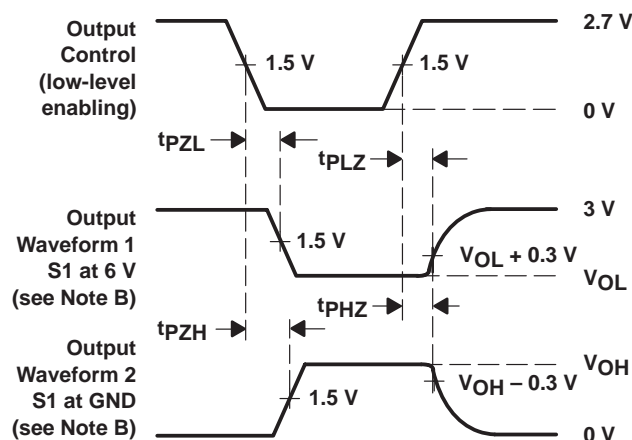 Output
Control
(low-level
enabling)
1.5 V
1.5 V
2.7 V
0 V
tPZL
tPLZ
Output
Waveform 1
S1 at 6 V
(see Note B)
1.5 V
3 V
VOL + 0.3 V
VOL
tPHZ
tPZH
Output
Waveform 2
S1 at GND
(see Note B)
1.5 V
VOH
VOH – 0.3 V
0 V